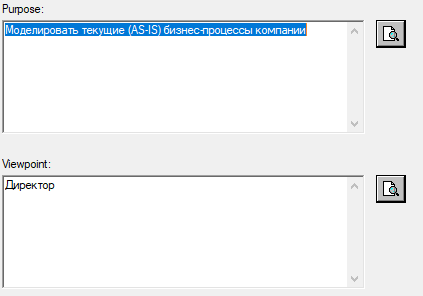 Purpose:
Моделировать текущие (AS-IS) бизнес-процессы компании
Viewpoint:
Директор